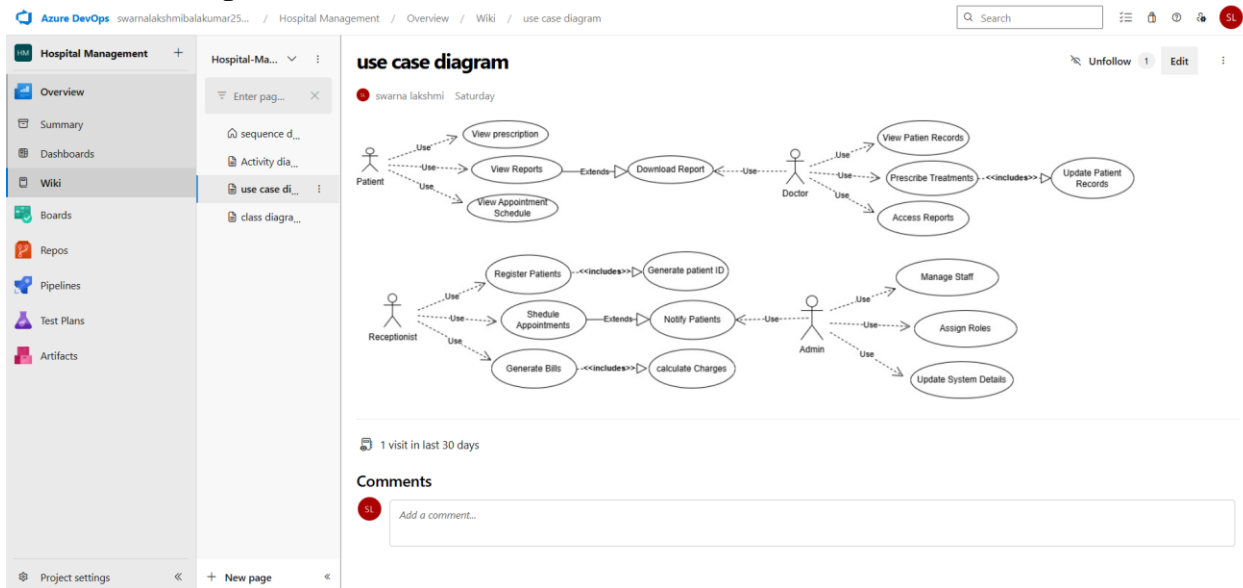 Azure DevOps swarnalakshmibalakumar25... / Hospital Management / Overview / Wiki / use case diagram
Search
SL
HM Hospital Management +
Overview
Summary
Dashboards
Wiki
Boards
Repos
Pipelines
Test Plans
Artifacts
Project settings «
Hospital-Ma...
Enter pag...
sequence d...
Activity dia...
use case di...
class diagra...
+ New page «
use case diagram
Unfollow 1 Edit
swarna lakshmi Saturday
Patient
Use
Use
Use
View prescription
View Reports
View Appointment
Schedule
Extends
Download Report
Use
Doctor
Use
Use
Use
View Patien Records
Prescribe Treatments
Access Reports
<<includes>>
Update Patient
Records
Receptionist
Use
Use
Use
Register Patients
Shedule
Appointments
Generate Bills
<<includes>>
Extends
<<includes>>
Generate patient ID
Notify Patients
calculate Charges
Use
Admin
Use
Use
Use
Manage Staff
Assign Roles
Update System Details
1 visit in last 30 days
Comments
SL
Add a comment...